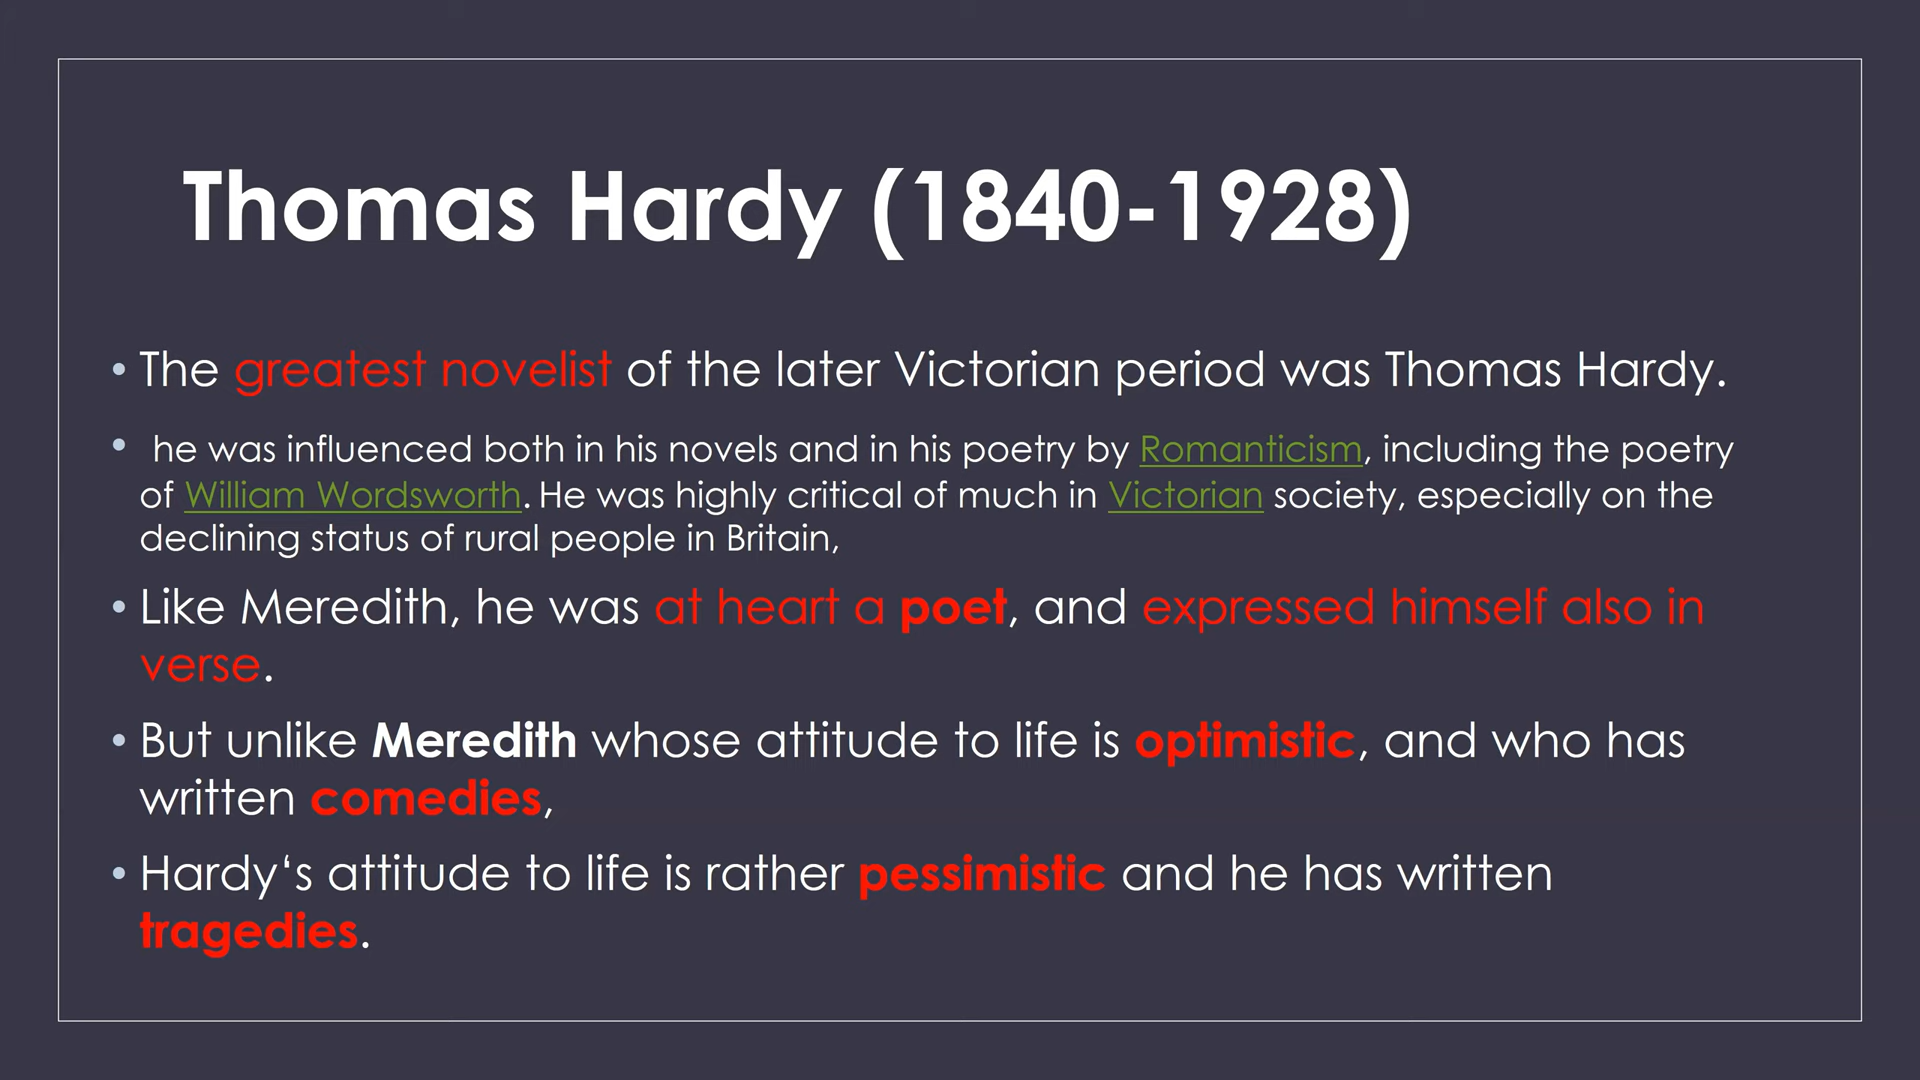 Thomas Hardy (1840-1928)
• The greatest novelist of the later Victorian period was Thomas Hardy.
• he was influenced both in his novels and in his poetry by Romanticism, including the poetry
of William Wordsworth. He was highly critical of much in Victorian society, especially on the
declining status of rural people in Britain,
• Like Meredith, he was at heart a poet, and expressed himself also in
verse.
• But unlike Meredith whose attitude to life is optimistic, and who has
written comedies,
• Hardy‘s attitude to life is rather pessimistic and he has written
tragedies.